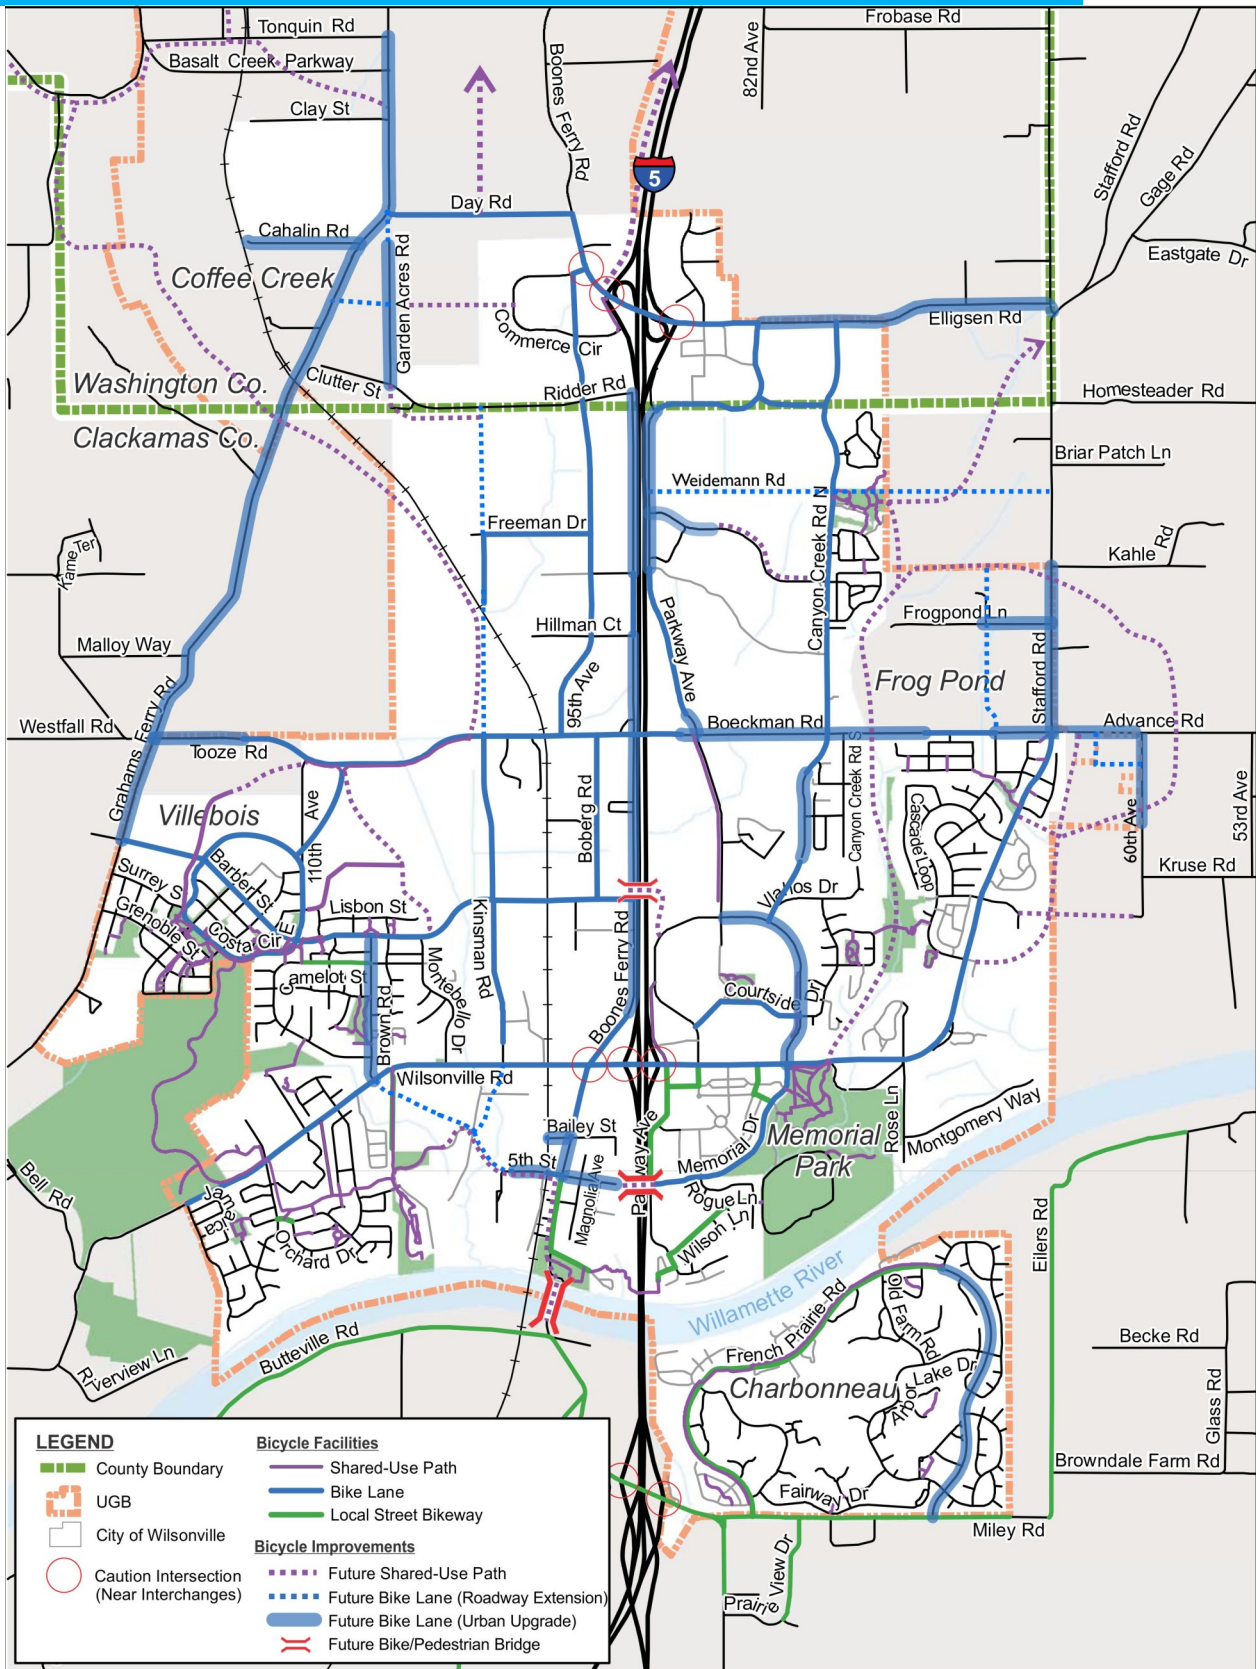 Tonquin Rd
Frobase Rd
Basalt Creek Parkway
82nd Ave
Boones Ferry Rd
Clay St
Stafford Rd
Gage Rd
5
Day Rd
Cahalin Rd
Eastgate Dr
Coffee Creek
Garden Acres Rd
Elligsen Rd
Commerce Cir
Washington Co.
Clutter St
Ridder Rd
Homesteader Rd
Clackamas Co.
Briar Patch Ln
Weidemann Rd
Canyon Creek Rd N
Freeman Dr
Kame Ter
Kahle Rd
Hillman Ct
Frogpond Ln
Malloy Way
Parkway Ave
Stafford Rd
Frog Pond
95th Ave
Grahams Ferry Rd
Westfall Rd
Boeckman Rd
Advance Rd
Tooze Rd
Villebois
110th Ave
Boberg Rd
Canyon Creek Rd S
Cascade Loop
60th Ave
53rd Ave
Kruse Rd
Surrey S
Barber St
Vlahos Dr
Grenoble St
Lisbon St
Costa Cir E
Kinsman Rd
Boones Ferry Rd
Camelot St
Montebello Dr
Courtside Dr
Brown Rd
Wilsonville Rd
Rose Ln
Montgomery Way
Bailey St
Parkway Ave
Memorial Dr
Memorial
Park
Bell Rd
5th St
Magnolia Ave
Jamaica
Rogue Ln
Wilson Ln
Orchard Dr
Eilers Rd
Willamette River
French Prairie Rd
Old Farm Rd
Butteville Rd
Becke Rd
Riverview Ln
Arbor Lake Dr
Charbonneau
Glass Rd
Browndale Farm Rd
Fairway Dr
Miley Rd
Prairie View Dr
LEGEND
County Boundary
UGB
City of Wilsonville
Caution Intersection
(Near Interchanges)
Bicycle Facilities
Shared-Use Path
Bike Lane
Local Street Bikeway
Bicycle Improvements
Future Shared-Use Path
Future Bike Lane (Roadway Extension)
Future Bike Lane (Urban Upgrade)
Future Bike/Pedestrian Bridge